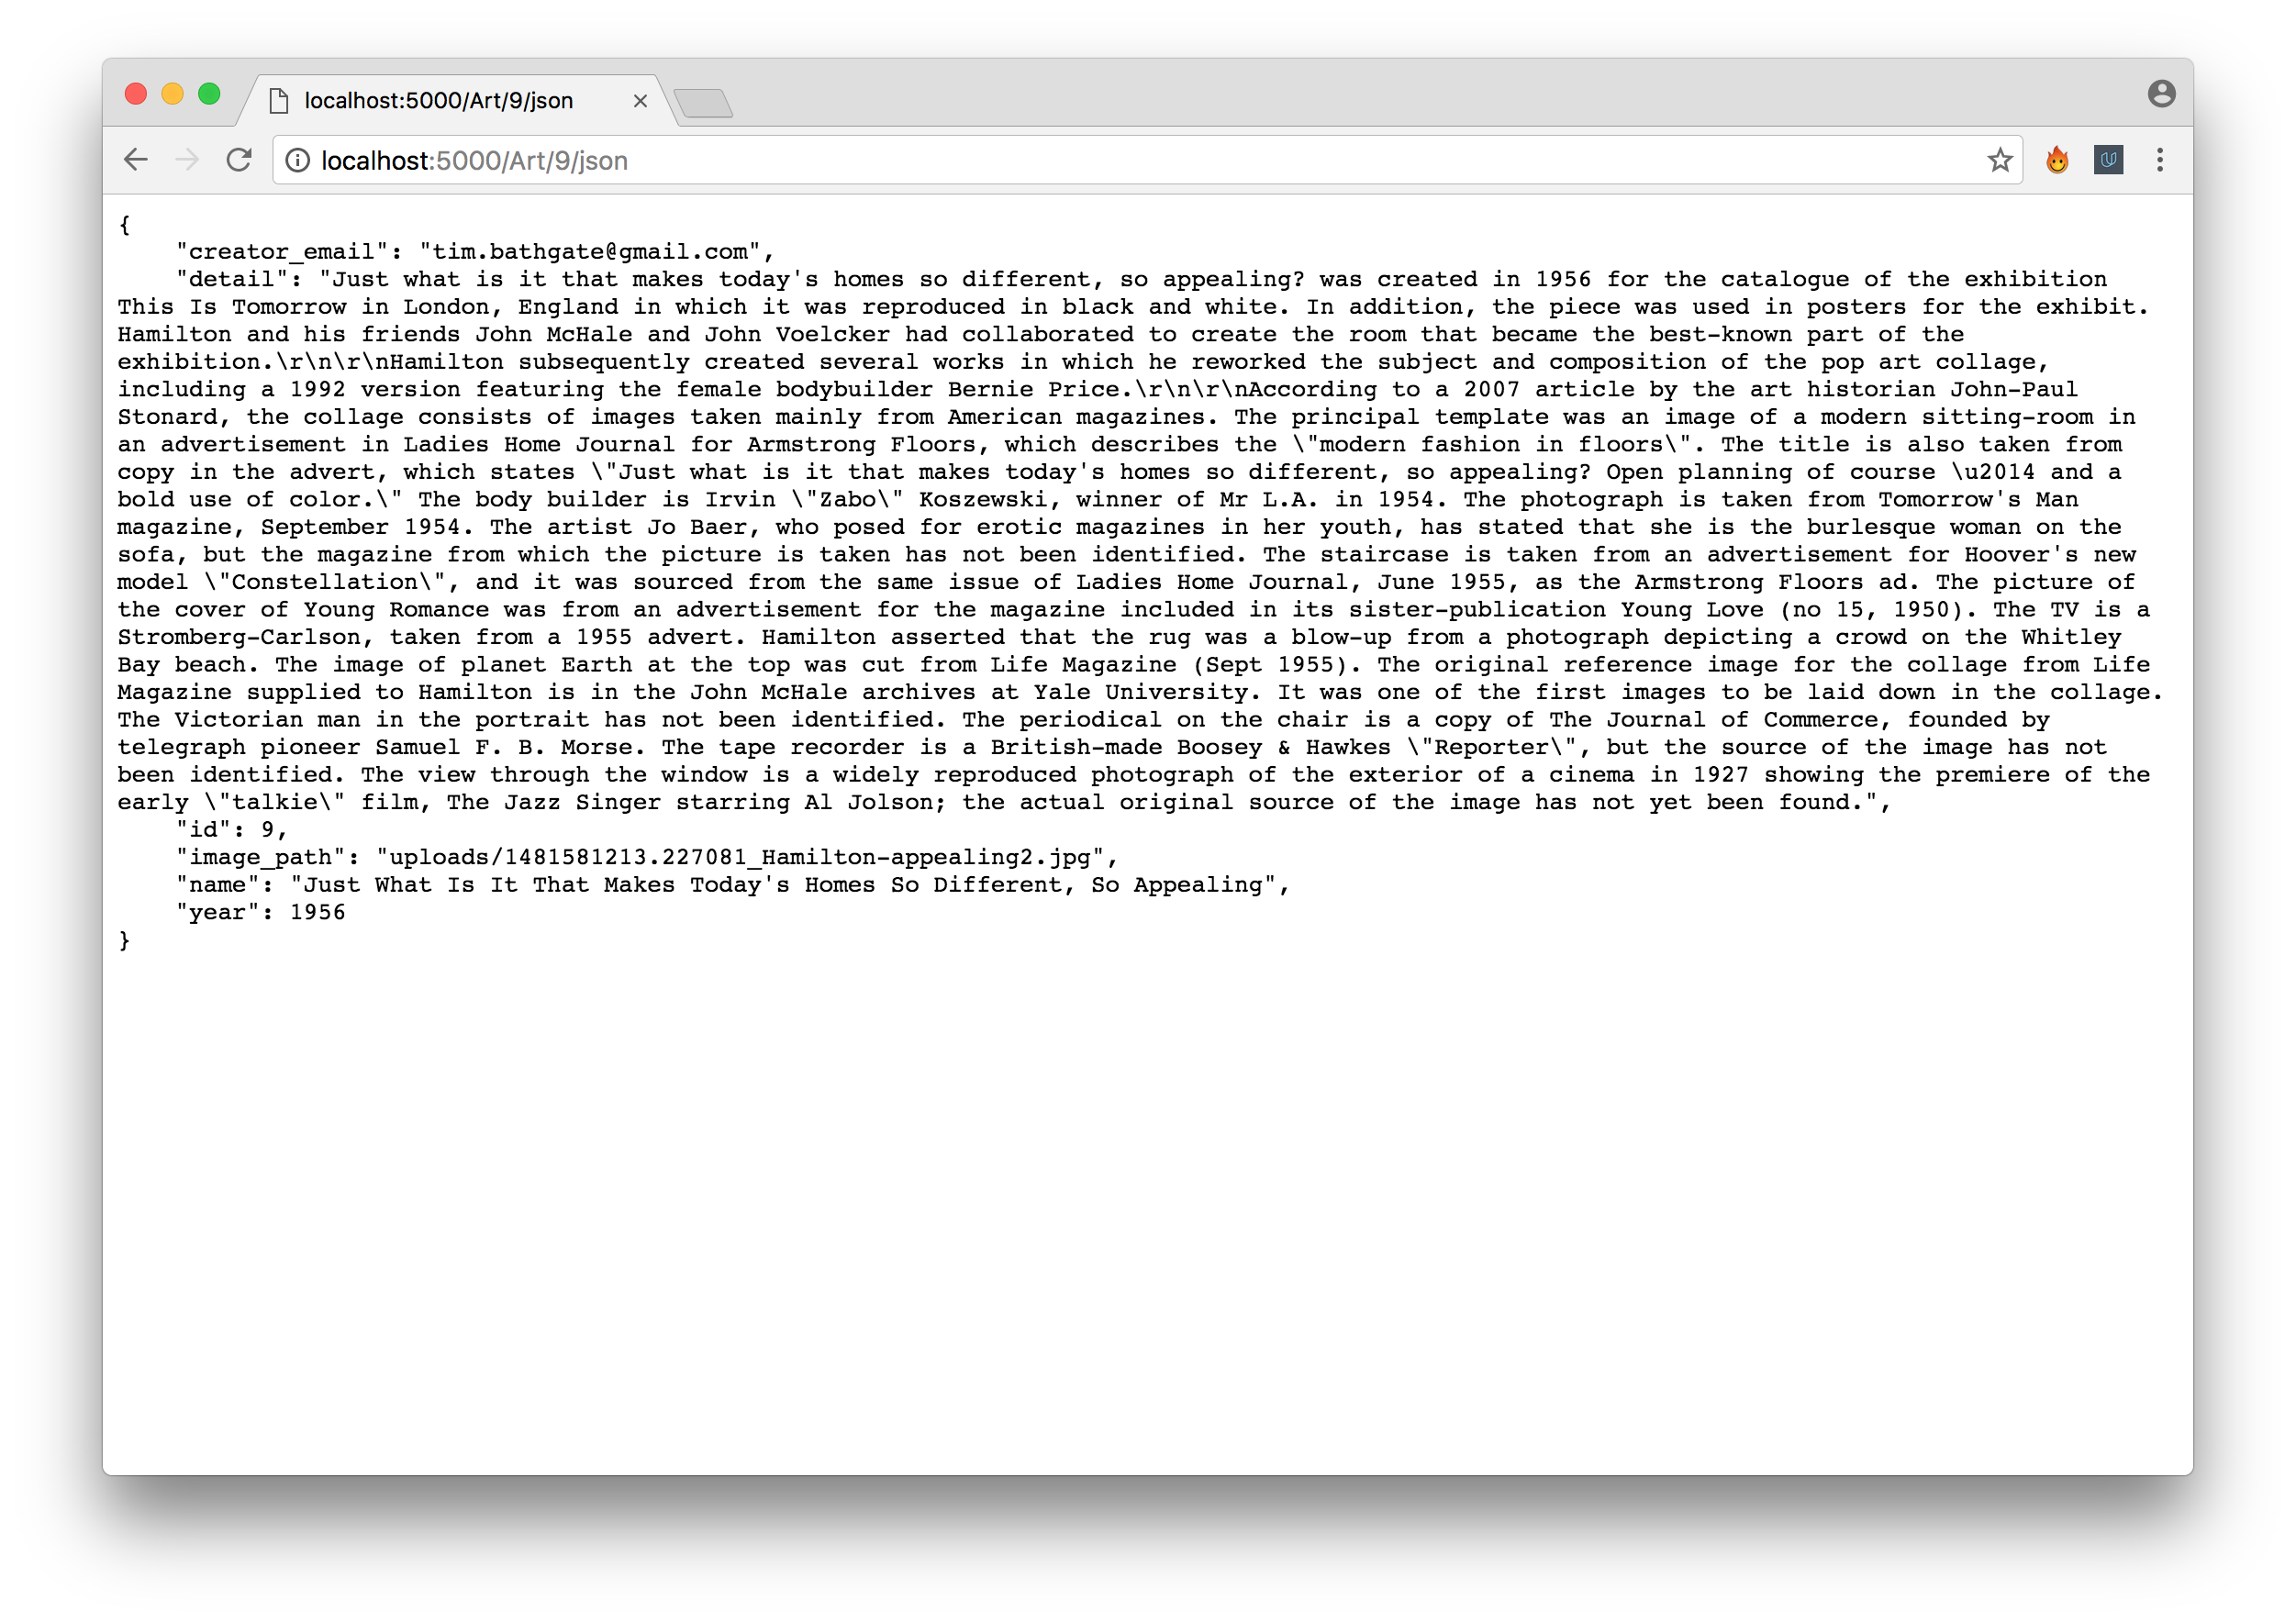 localhost:5000/Art/9/json
localhost:5000/Art/9/json
{
    "creator_email": "tim.bathgate@gmail.com",
    "detail": "Just what is it that makes today's homes so different, so appealing? was created in 1956 for the catalogue of the exhibition
This Is Tomorrow in London, England in which it was reproduced in black and white. In addition, the piece was used in posters for the exhibit.
Hamilton and his friends John McHale and John Voelcker had collaborated to create the room that became the best-known part of the
exhibition.\r\n\r\nHamilton subsequently created several works in which he reworked the subject and composition of the pop art collage,
including a 1992 version featuring the female bodybuilder Bernie Price.\r\n\r\nAccording to a 2007 article by the art historian John-Paul
Stonard, the collage consists of images taken mainly from American magazines. The principal template was an image of a modern sitting-room in
an advertisement in Ladies Home Journal for Armstrong Floors, which describes the \"modern fashion in floors\". The title is also taken from
copy in the advert, which states \"Just what is it that makes today's homes so different, so appealing? Open planning of course \u2014 and a
bold use of color.\" The body builder is Irvin \"Zabo\" Koszewski, winner of Mr L.A. in 1954. The photograph is taken from Tomorrow's Man
magazine, September 1954. The artist Jo Baer, who posed for erotic magazines in her youth, has stated that she is the burlesque woman on the
sofa, but the magazine from which the picture is taken has not been identified. The staircase is taken from an advertisement for Hoover's new
model \"Constellation\", and it was sourced from the same issue of Ladies Home Journal, June 1955, as the Armstrong Floors ad. The picture of
the cover of Young Romance was from an advertisement for the magazine included in its sister-publication Young Love (no 15, 1950). The TV is a
Stromberg-Carlson, taken from a 1955 advert. Hamilton asserted that the rug was a blow-up from a photograph depicting a crowd on the Whitley
Bay beach. The image of planet Earth at the top was cut from Life Magazine (Sept 1955). The original reference image for the collage from Life
Magazine supplied to Hamilton is in the John McHale archives at Yale University. It was one of the first images to be laid down in the collage.
The Victorian man in the portrait has not been identified. The periodical on the chair is a copy of The Journal of Commerce, founded by
telegraph pioneer Samuel F. B. Morse. The tape recorder is a British-made Boosey & Hawkes \"Reporter\", but the source of the image has not
been identified. The view through the window is a widely reproduced photograph of the exterior of a cinema in 1927 showing the premiere of the
early \"talkie\" film, The Jazz Singer starring Al Jolson; the actual original source of the image has not yet been found.",
    "id": 9,
    "image_path": "uploads/1481581213.227081_Hamilton-appealing2.jpg",
    "name": "Just What Is It That Makes Today's Homes So Different, So Appealing",
    "year": 1956
}